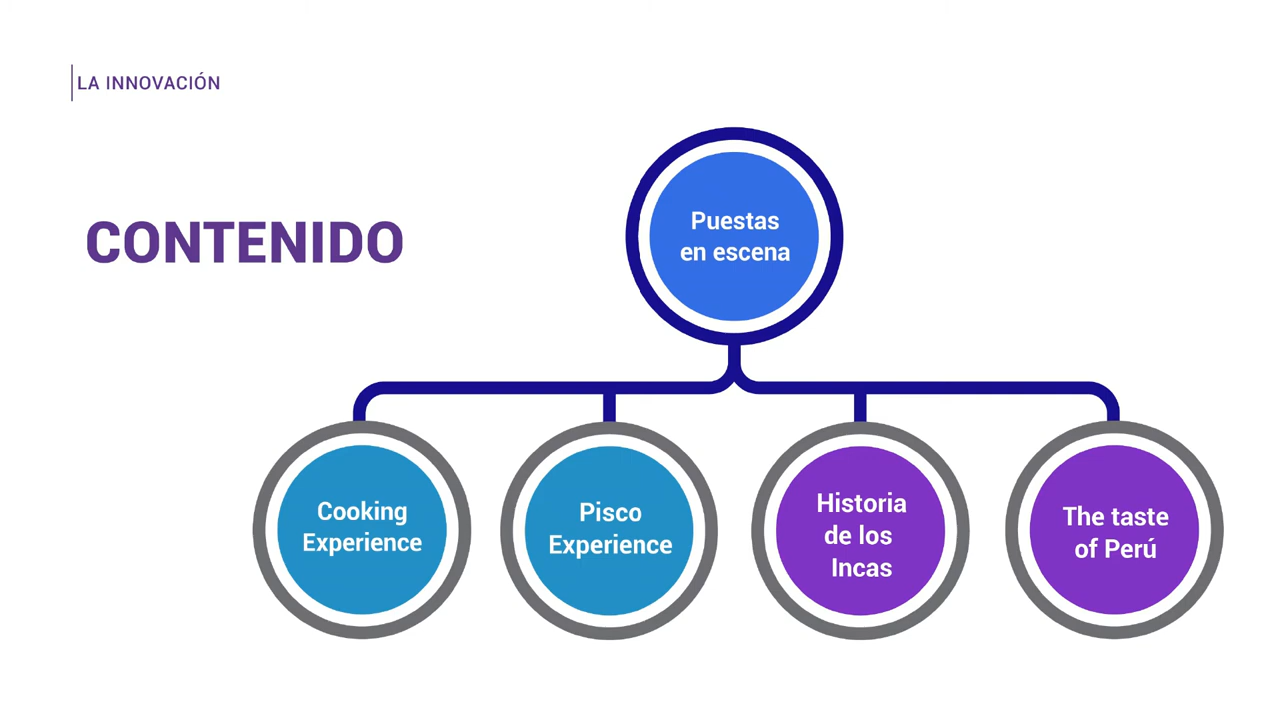 LA INNOVACIÓN
CONTENIDO
Puestas
en escena
Cooking
Experience
Pisco
Experience
Historia
de los
Incas
The taste
of Perú